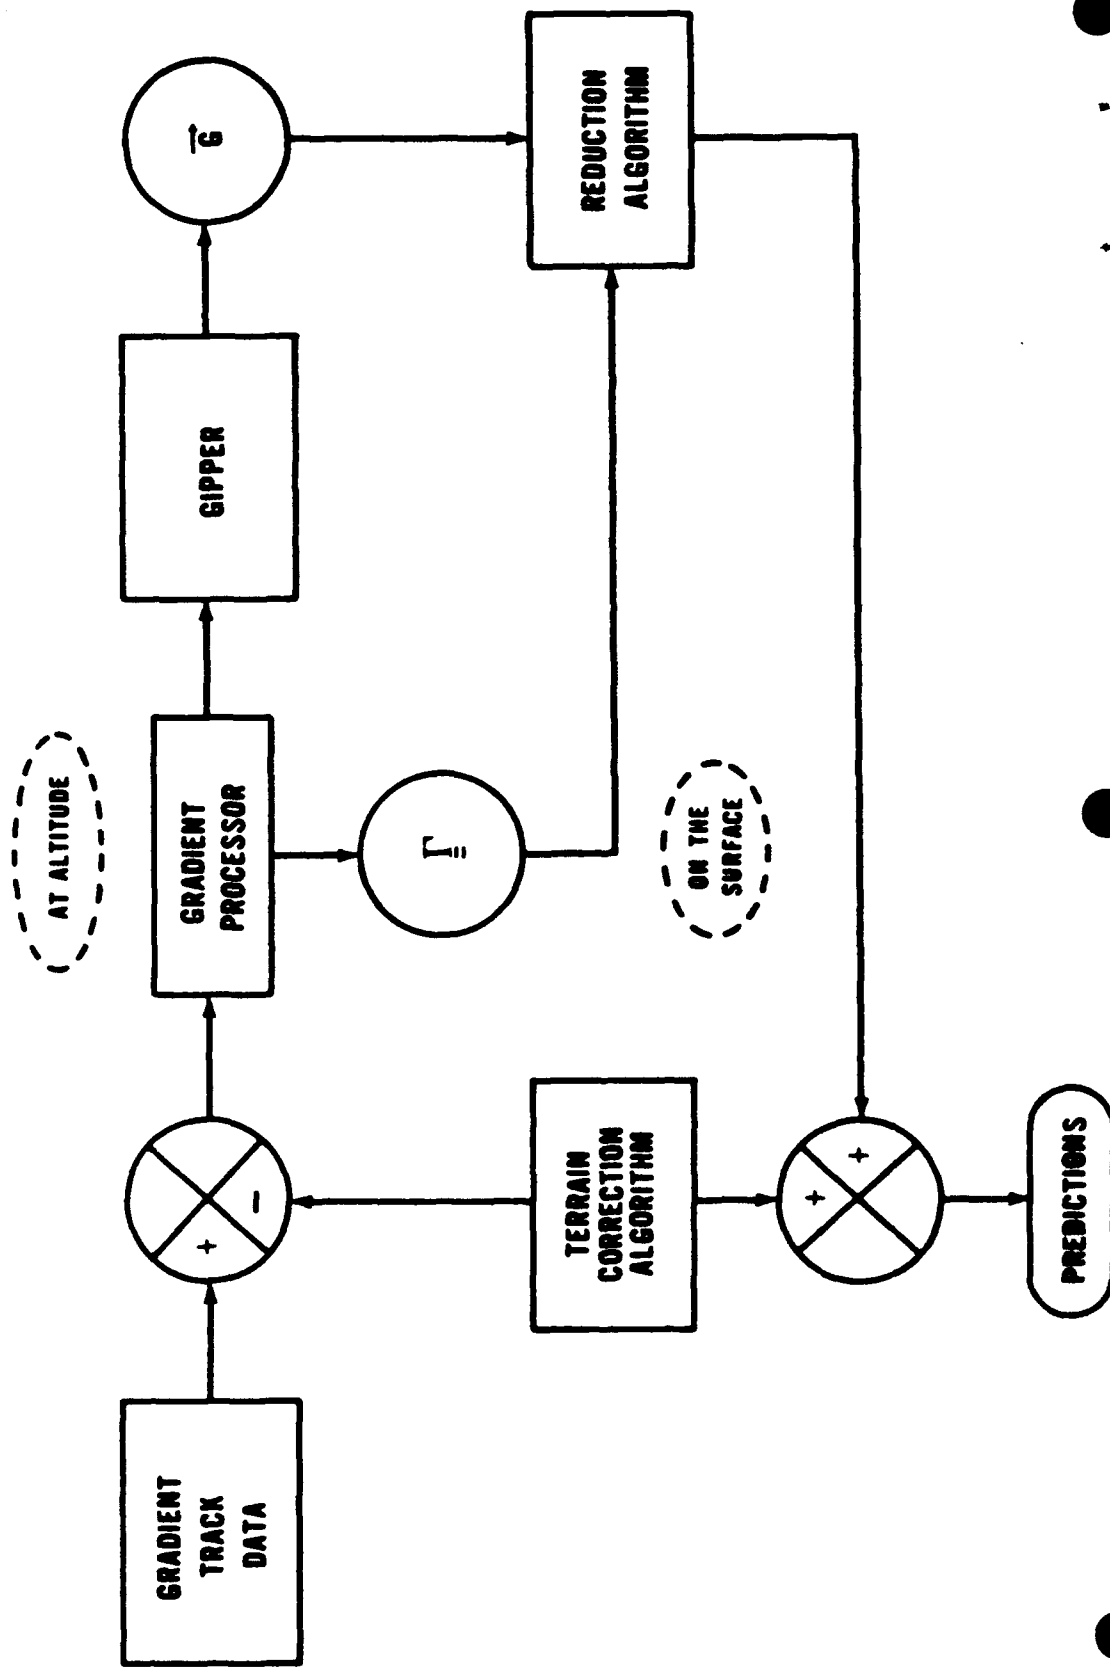 AT ALTITUDE
GRADIENT
TRACK
DATA
+
−
GRADIENT
PROCESSOR
GIPPER
G
Γ
TERRAIN
CORRECTION
ALGORITHM
ON THE
SURFACE
REDUCTION
ALGORITHM
+
+
PREDICTIONS